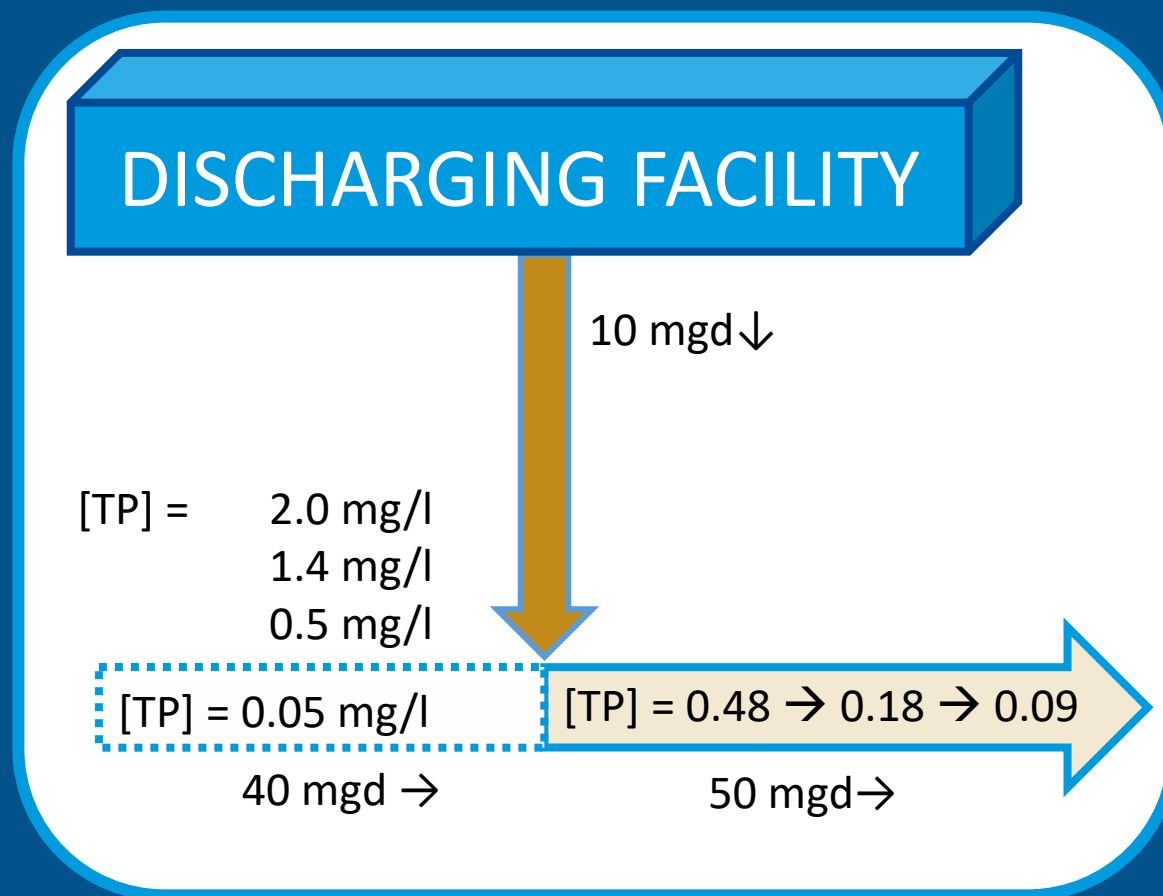 DISCHARGING FACILITY
10 mgd↓
[TP] = 2.0 mg/l
1.4 mg/l
0.5 mg/l
[TP] = 0.05 mg/l
[TP] = 0.48 → 0.18 → 0.09
40 mgd →
50 mgd→